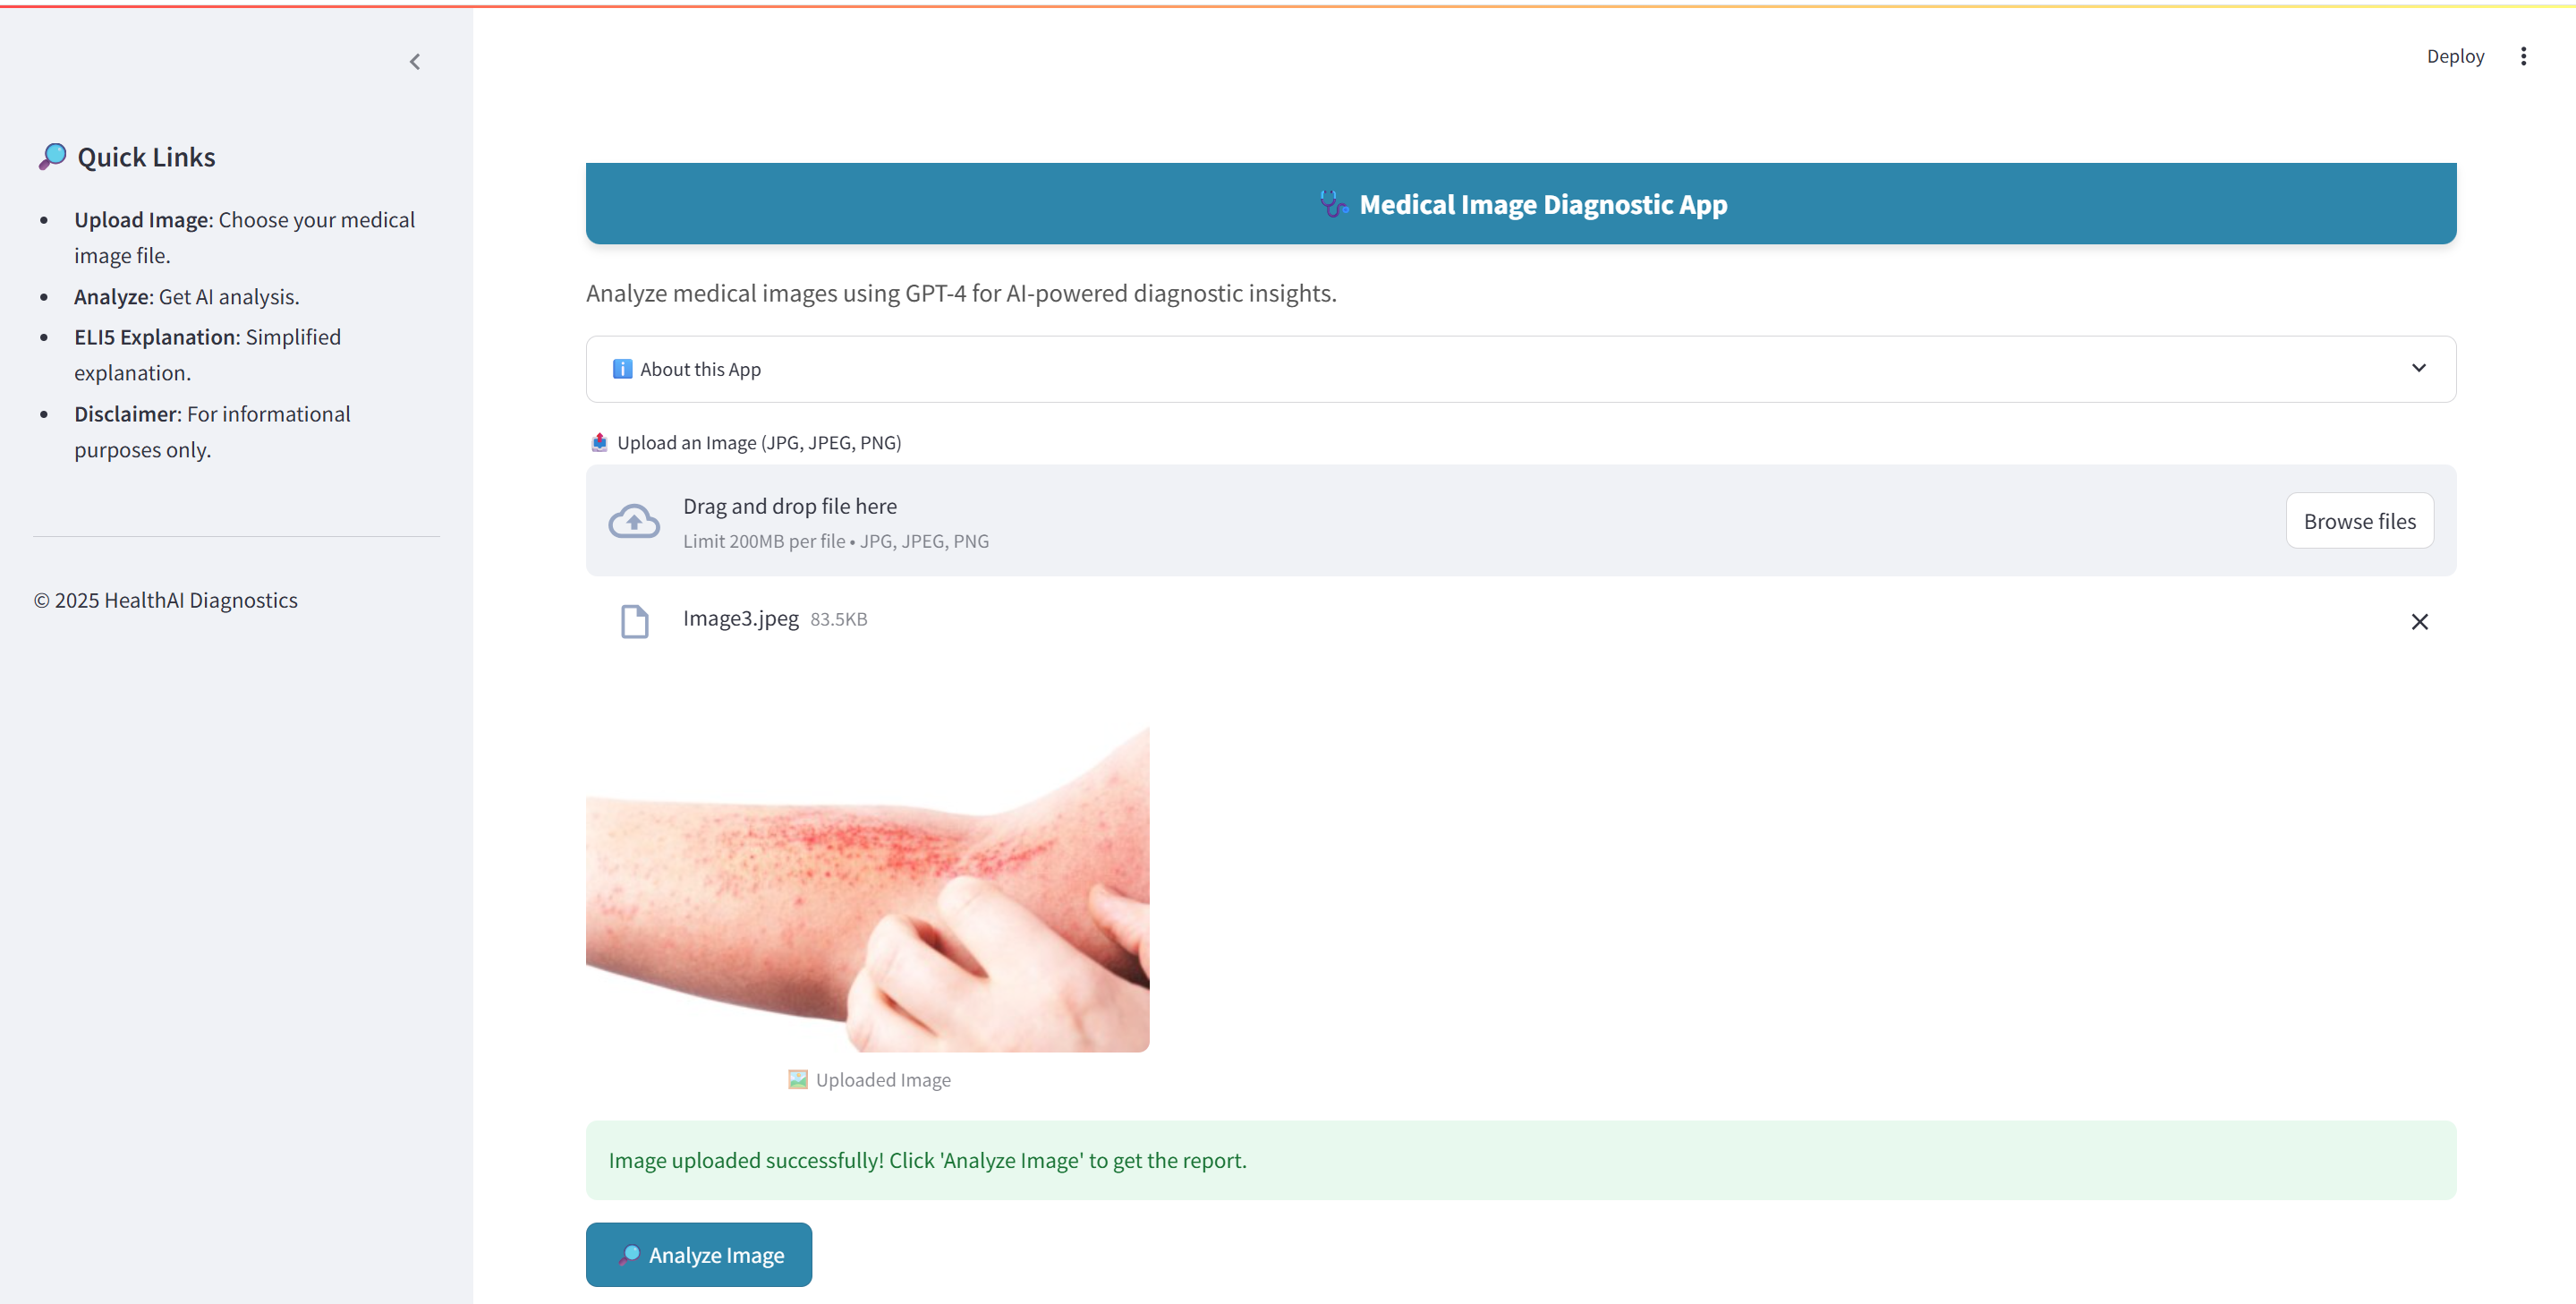 Deploy
Quick Links
Upload Image: Choose your medical
image file.
Analyze: Get AI analysis.
ELI5 Explanation: Simplified
explanation.
Disclaimer: For informational
purposes only.
© 2025 HealthAI Diagnostics
Medical Image Diagnostic App
Analyze medical images using GPT-4 for AI-powered diagnostic insights.
About this App
Upload an Image (JPG, JPEG, PNG)
Drag and drop file here
Limit 200MB per file • JPG, JPEG, PNG
Browse files
Image3.jpeg 83.5KB
Uploaded Image
Image uploaded successfully! Click 'Analyze Image' to get the report.
Analyze Image